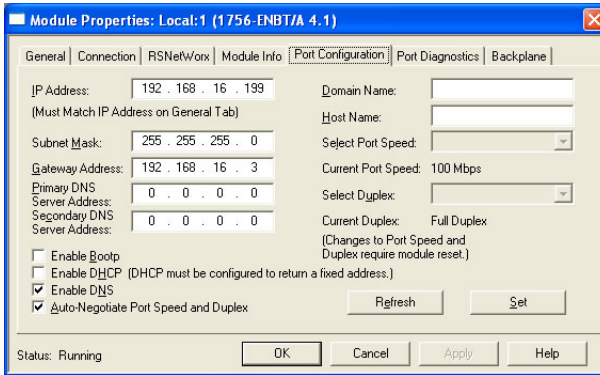 Module Properties: Local:1 (1756-ENBT/A 4.1)
General Connection RSNetWorx Module Info Port Configuration Port Diagnostics Backplane
IP Address: 192 . 168 . 16 . 199
(Must Match IP Address on General Tab)
Subnet Mask: 255 . 255 . 255 . 0
Gateway Address: 192 . 168 . 16 . 3
Primary DNS
Server Address: 0 . 0 . 0 . 0
Secondary DNS
Server Address: 0 . 0 . 0 . 0
Enable Bootp
Enable DHCP (DHCP must be configured to return a fixed address.)
Enable DNS
Auto-Negotiate Port Speed and Duplex
Domain Name:
Host Name:
Select Port Speed:
Current Port Speed: 100 Mbps
Select Duplex:
Current Duplex: Full Duplex
(Changes to Port Speed and
Duplex require module reset.)
Refresh Set
Status: Running
OK Cancel Apply Help